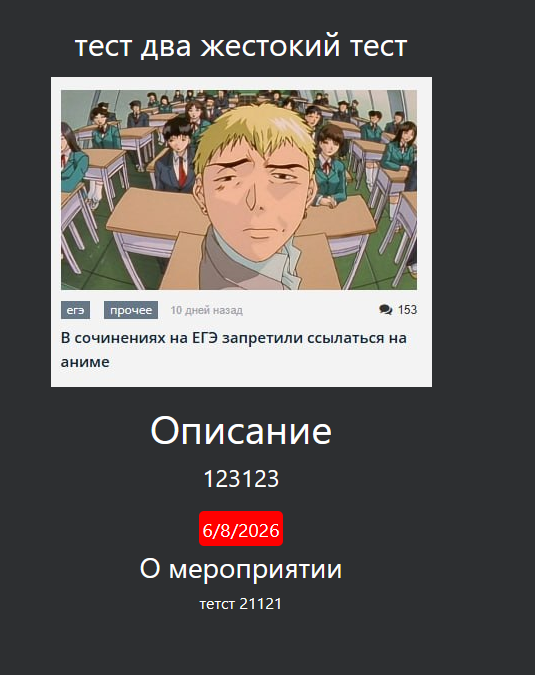 тест два жестокий тест
егэ прочее 10 дней назад 153
В сочинениях на ЕГЭ запретили ссылаться на
аниме
Описание
123123
6/8/2026
О мероприятии
тетст 21121